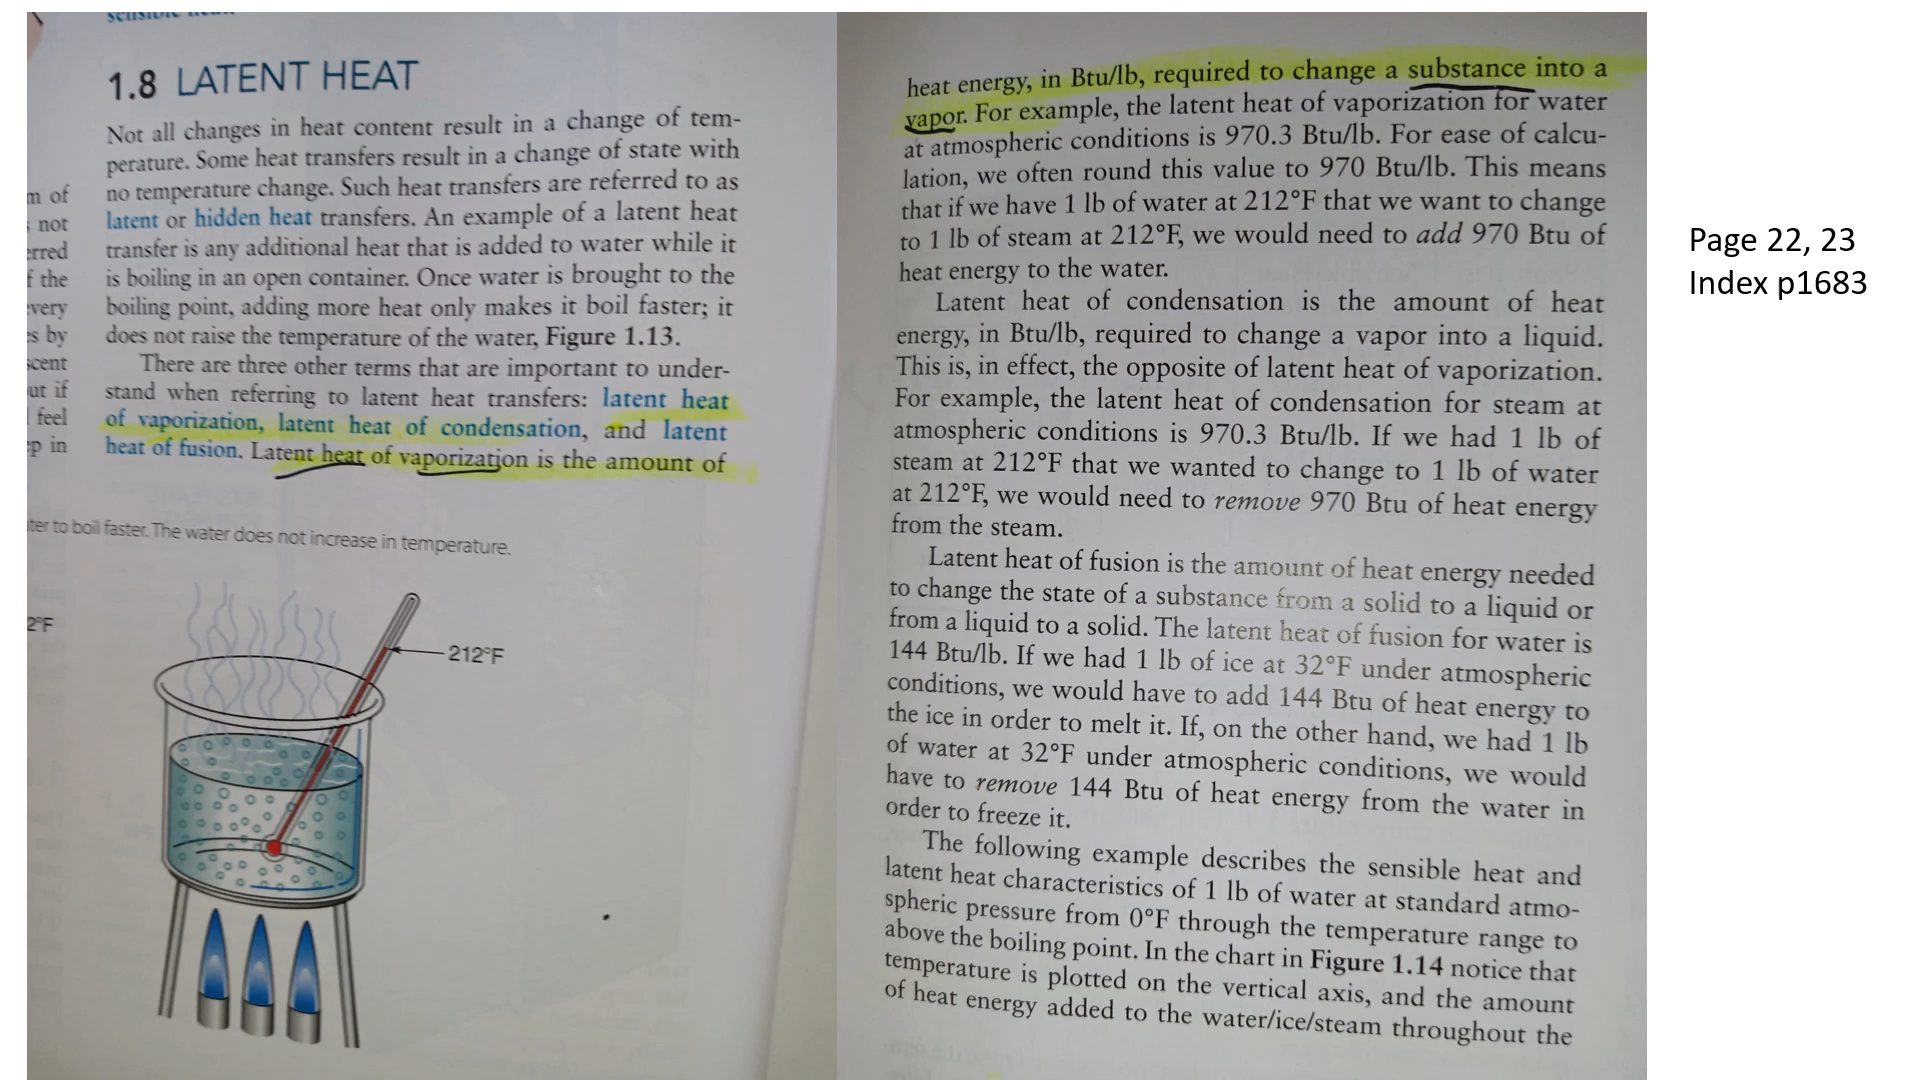 1.8 LATENT HEAT
Not all changes in heat content result in a change of tem-
perature. Some heat transfers result in a change of state with
no temperature change. Such heat transfers are referred to as
latent or hidden heat transfers. An example of a latent heat
transfer is any additional heat that is added to water while it
is boiling in an open container. Once water is brought to the
boiling point, adding more heat only makes it boil faster; it
does not raise the temperature of the water, Figure 1.13.
There are three other terms that are important to under-
stand when referring to latent heat transfers: latent heat
of vaporization, latent heat of condensation, and latent
heat of fusion. Latent heat of vaporization is the amount of
m of
not
erred
f the
very
es by
scent
ut if
feel
ep in
ter to boil faster. The water does not increase in temperature.
2°F
212°F
heat energy, in Btu/lb, required to change a substance into a
vapor. For example, the latent heat of vaporization for water
at atmospheric conditions is 970.3 Btu/lb. For ease of calcu-
lation, we often round this value to 970 Btu/lb. This means
that if we have 1 lb of water at 212°F that we want to change
to 1 lb of steam at 212°F, we would need to add 970 Btu of
heat energy to the water.
Latent heat of condensation is the amount of heat
energy, in Btu/lb, required to change a vapor into a liquid.
This is, in effect, the opposite of latent heat of vaporization.
For example, the latent heat of condensation for steam at
atmospheric conditions is 970.3 Btu/lb. If we had 1 lb of
steam at 212°F that we wanted to change to 1 lb of water
at 212°F, we would need to remove 970 Btu of heat energy
from the steam.
Latent heat of fusion is the amount of heat energy needed
to change the state of a substance from a solid to a liquid or
from a liquid to a solid. The latent heat of fusion for water is
144 Btu/lb. If we had 1 lb of ice at 32°F under atmospheric
conditions, we would have to add 144 Btu of heat energy to
the ice in order to melt it. If, on the other hand, we had 1 lb
of water at 32°F under atmospheric conditions, we would
have to remove 144 Btu of heat energy from the water in
order to freeze it.
The following example describes the sensible heat and
latent heat characteristics of 1 lb of water at standard atmo-
spheric pressure from 0°F through the temperature range to
above the boiling point. In the chart in Figure 1.14 notice that
temperature is plotted on the vertical axis, and the amount
of heat energy added to the water/ice/steam throughout the
Page 22, 23
Index p1683